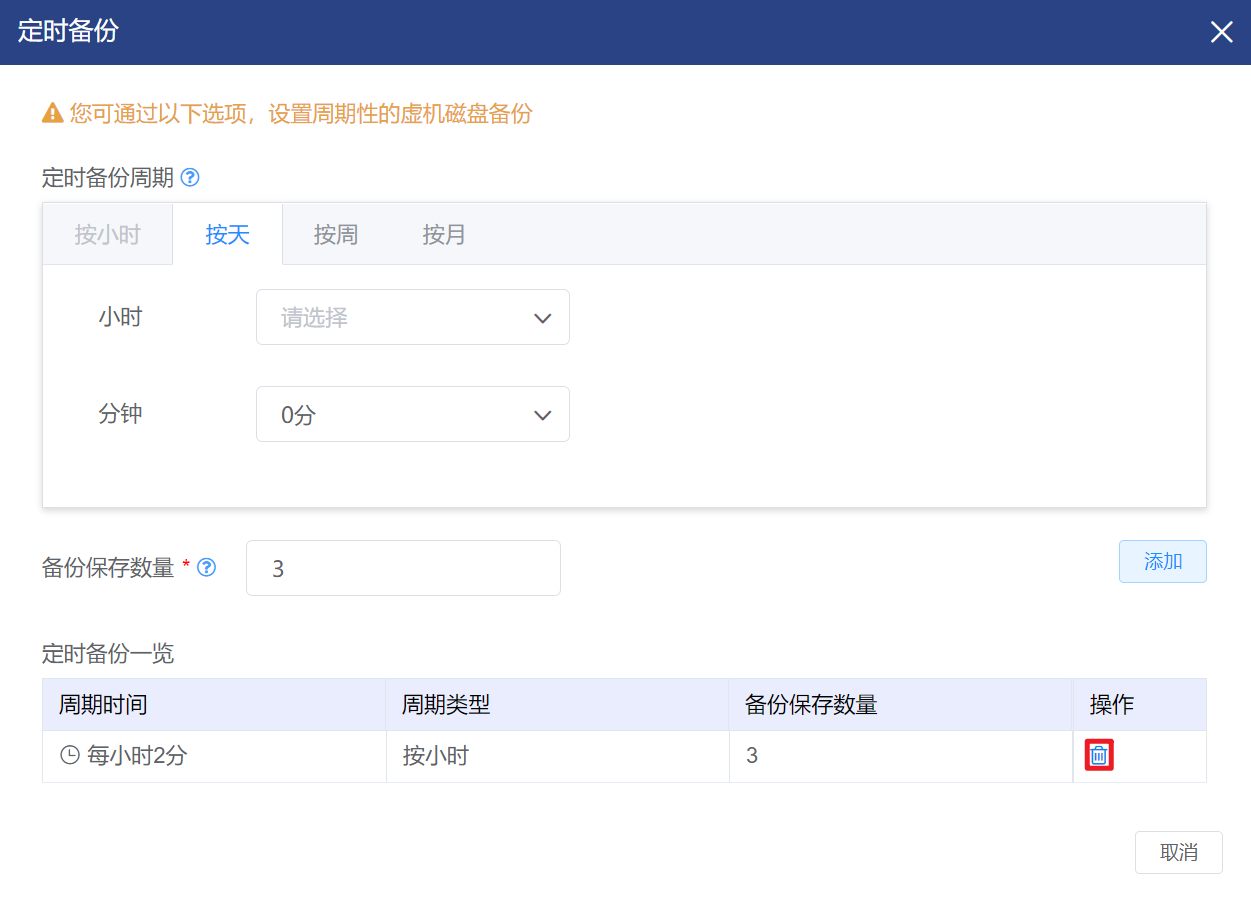 定时备份
您可通过以下选项，设置周期性的虚机磁盘备份
定时备份周期
按小时 按天 按周 按月
小时 请选择
分钟 0分
备份保存数量 * 3 添加
定时备份一览
周期时间 周期类型 备份保存数量 操作
每小时2分 按小时 3
取消